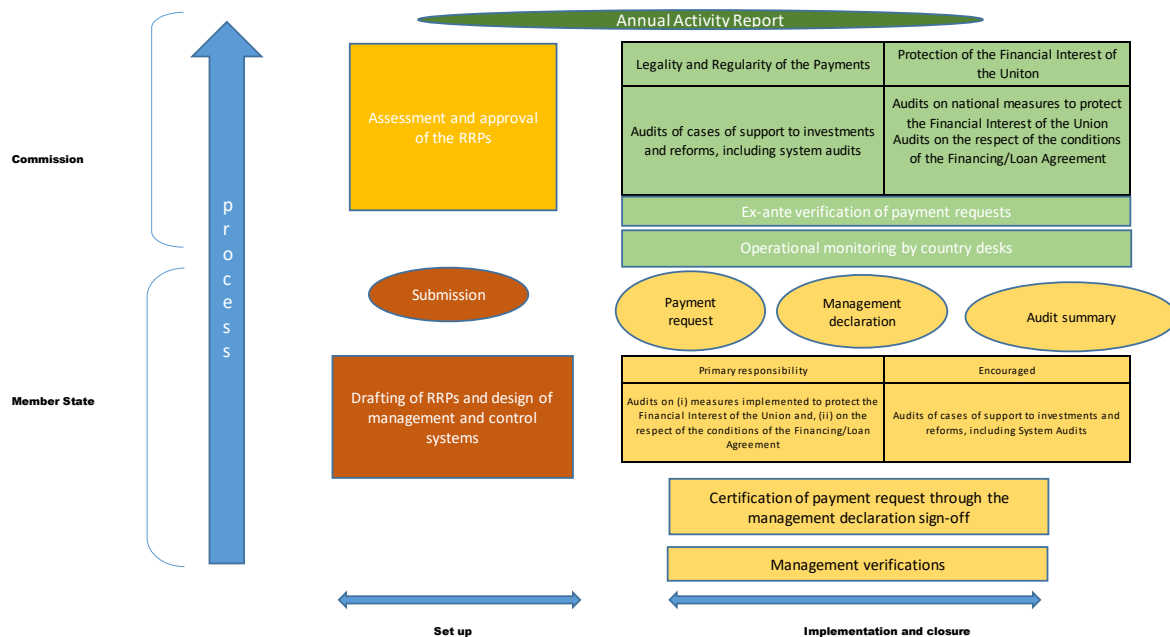 Annual Activity Report
Commission
process
Assessment and approval
of the RRPs
Legality and Regularity of the Payments
Protection of the Financial Interest of
the Uniton
Audits of cases of support to investments
and reforms, including system audits
Audits on national measures to protect
the Financial Interest of the Union
Audits on the respect of the conditions
of the Financing/Loan Agreement
Ex-ante verification of payment requests
Operational monitoring by country desks
Member State
Submission
Payment
request
Management
declaration
Audit summary
Drafting of RRPs and design of
management and control
systems
Primary responsibility
Encouraged
Audits on (i) measures implemented to protect the
Financial Interest of the Union and, (ii) on the
respect of the conditions of the Financing/Loan
Agreement
Audits of cases of support to investments and
reforms, including System Audits
Certification of payment request through the
management declaration sign-off
Management verifications
Set up
Implementation and closure